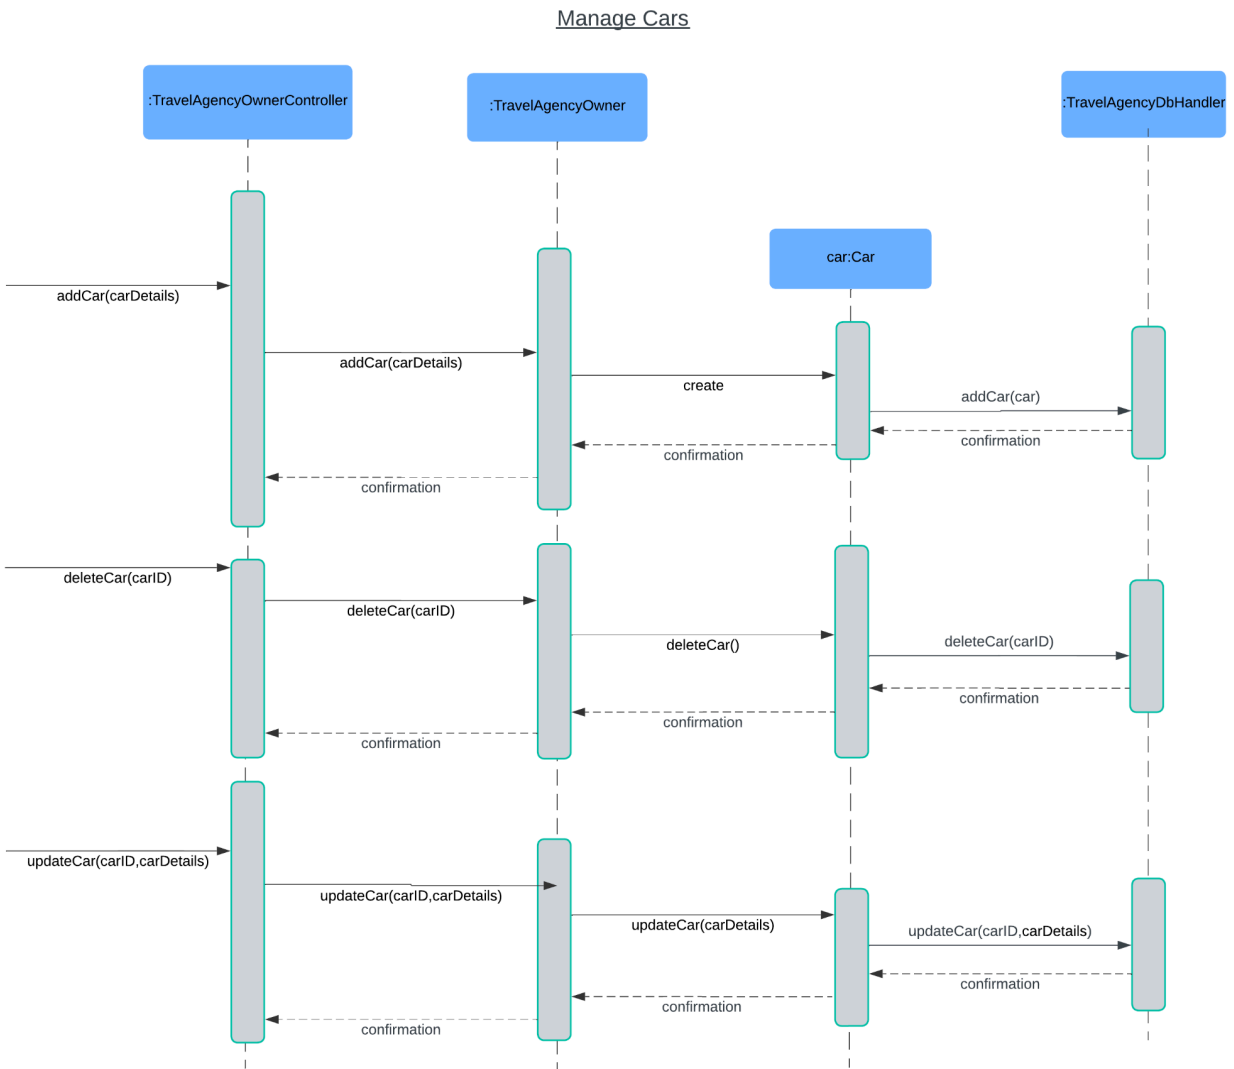 Manage Cars
:TravelAgencyOwnerController
:TravelAgencyOwner
:TravelAgencyDbHandler
car:Car
addCar(carDetails)
addCar(carDetails)
create
addCar(car)
confirmation
confirmation
confirmation
deleteCar(carID)
deleteCar(carID)
deleteCar()
deleteCar(carID)
confirmation
confirmation
confirmation
updateCar(carID,carDetails)
updateCar(carID,carDetails)
updateCar(carDetails)
updateCar(carID,carDetails)
confirmation
confirmation
confirmation